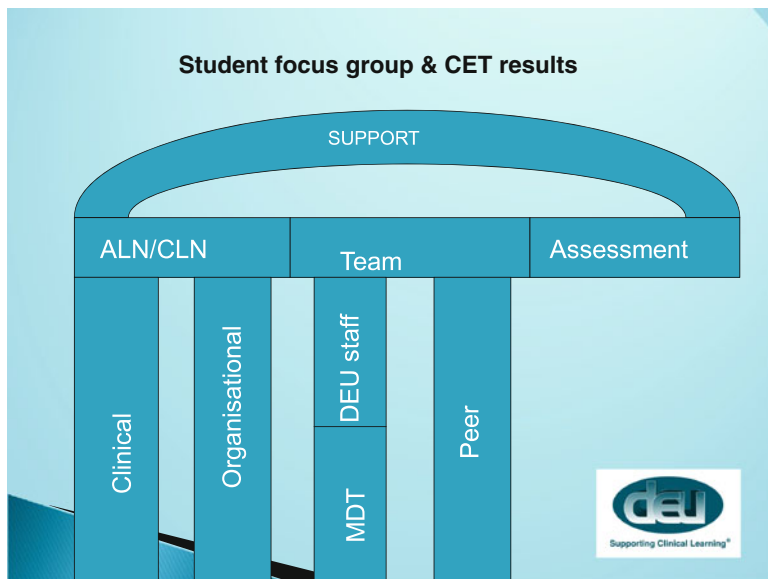 Student focus group & CET results
SUPPORT
ALN/CLN
Team
Assessment
Clinical
Organisational
DEU staff
MDT
Peer
deu
Supporting Clinical Learning®